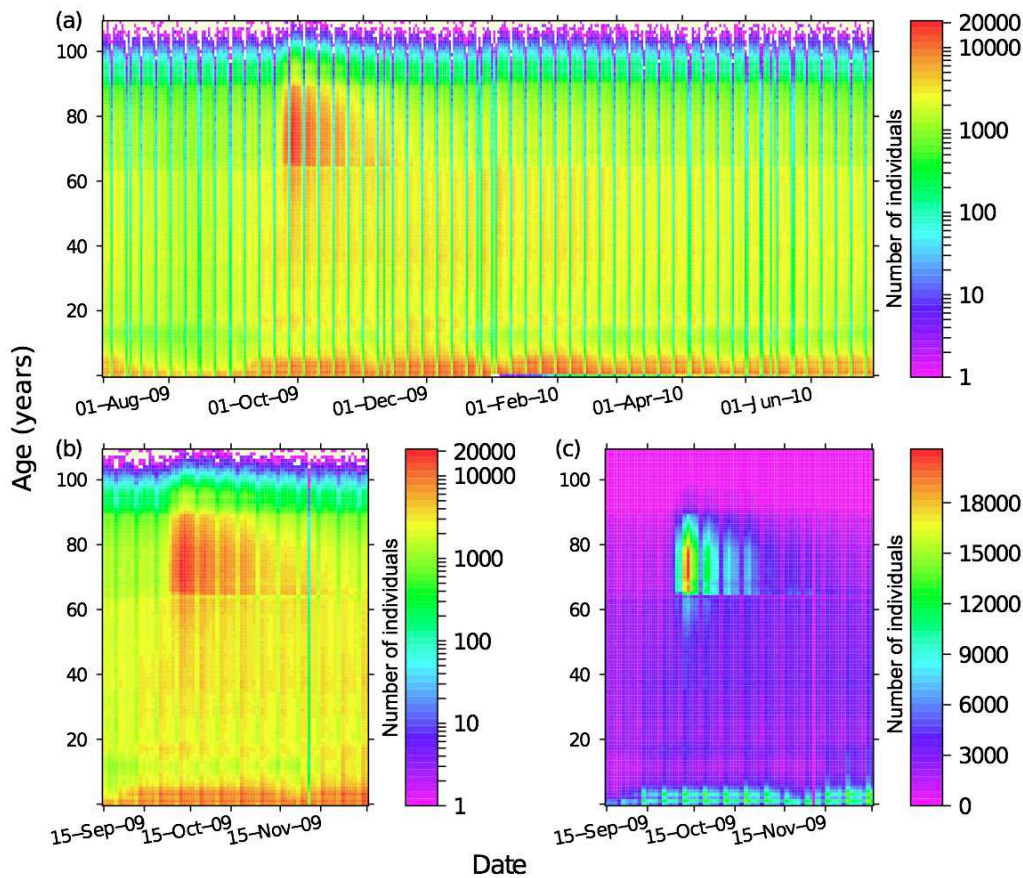 (a)
100
80
60
40
20
01-Aug-09
01-Oct-09
01-Dec-09
01-Feb-10
01-Apr-10
01-Jun-10
Number of individuals
20000
10000
1000
100
10
1
Age (years)
(b)
100
80
60
40
20
15-Sep-09
15-Oct-09
15-Nov-09
Number of individuals
20000
10000
1000
100
10
1
(c)
100
80
60
40
20
15-Sep-09
15-Oct-09
15-Nov-09
Number of individuals
18000
15000
12000
9000
6000
3000
0
Date